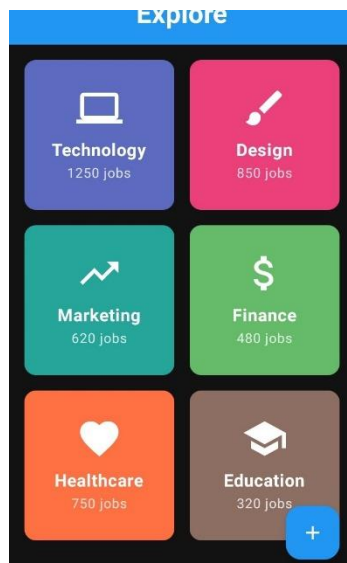 Explore
Technology
1250 jobs
Design
850 jobs
Marketing
620 jobs
Finance
480 jobs
Healthcare
750 jobs
Education
320 jobs
+